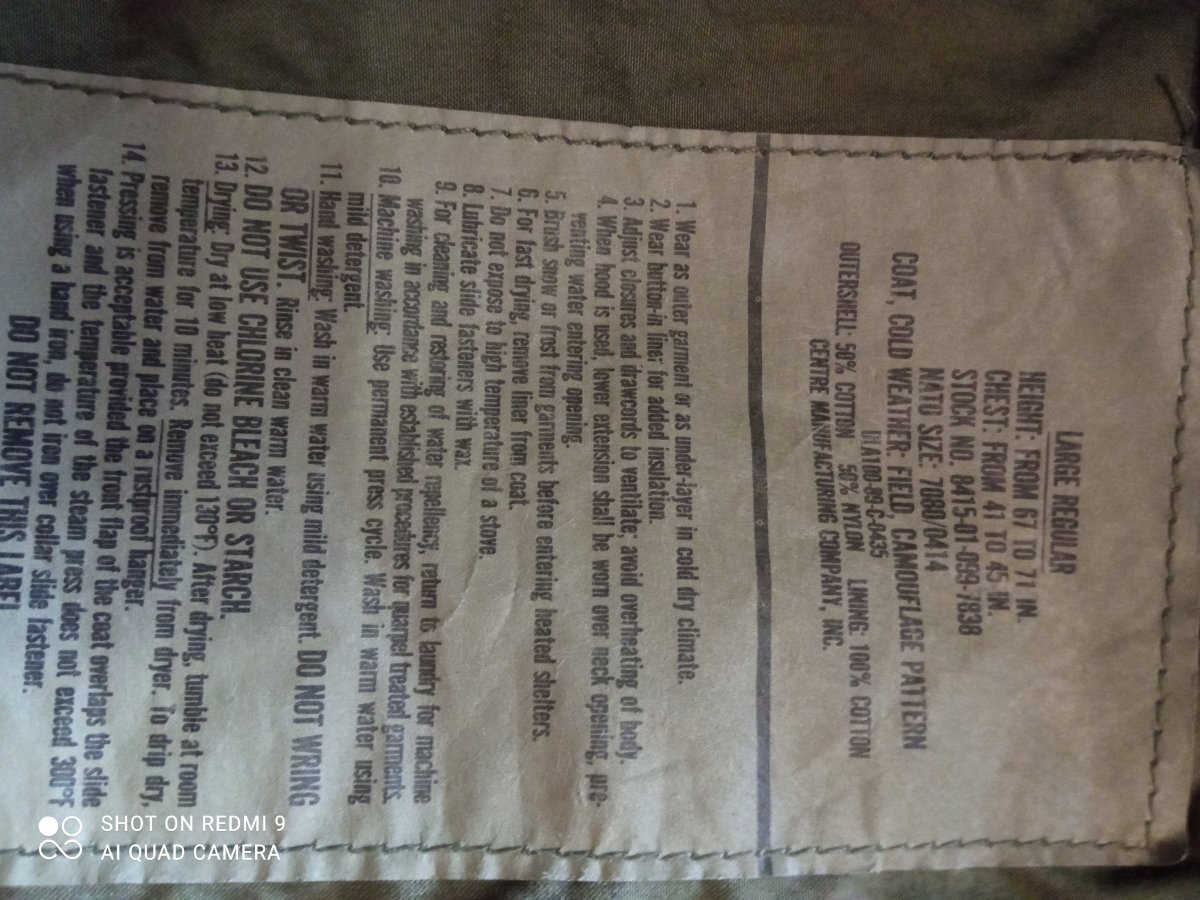 LARGE REGULAR
HEIGHT: FROM 67 TO 71 IN.
CHEST: FROM 41 TO 45 IN.
STOCK NO. 8415-01-099-7838
NATO SIZE: 7080/0414
COAT, COLD WEATHER: FIELD, CAMOUFLAGE PATTERN
DLA100-89-C-0435
OUTERSHELL: 50% COTTON 50% NYLON LINING: 100% COTTON
CENTRE MANUFACTURING COMPANY, INC.
1. Wear as outer garment or as under-layer in cold dry climate.
2. Wear button-in liner for added insulation.
3. Adjust closures and drawcords to ventilate; avoid overheating of body.
4. When hood is used, lower extension shall be worn over neck opening, pre-
venting water entering opening.
5. Brush snow or frost from garments before entering heated shelters.
6. For fast drying, remove liner from coat.
7. Do not expose to high temperature of a stove.
8. Lubricate slide fasteners with wax.
9. For cleaning and restoring of water repellency, return to laundry for machine
washing in accordance with established procedures for quarpel treated garments.
10. Machine washing: Use permanent press cycle. Wash in warm water using
mild detergent.
11. Hand washing: Wash in warm water using mild detergent. DO NOT WRING
OR TWIST. Rinse in clean warm water.
12. DO NOT USE CHLORINE BLEACH OR STARCH.
13. Drying: Dry at low heat (do not exceed 130°F). After drying, tumble at room
temperature for 10 minutes. Remove immediately from dryer. To drip dry,
remove from water and place on a rustproof hanger.
14. Pressing is acceptable provided the front flap of the coat overlaps the slide
fastener and the temperature of the steam press does not exceed 300°F
when using a hand iron, do not iron over collar slide fastener.
DO NOT REMOVE THIS LABEL
SHOT ON REDMI 9
AI QUAD CAMERA